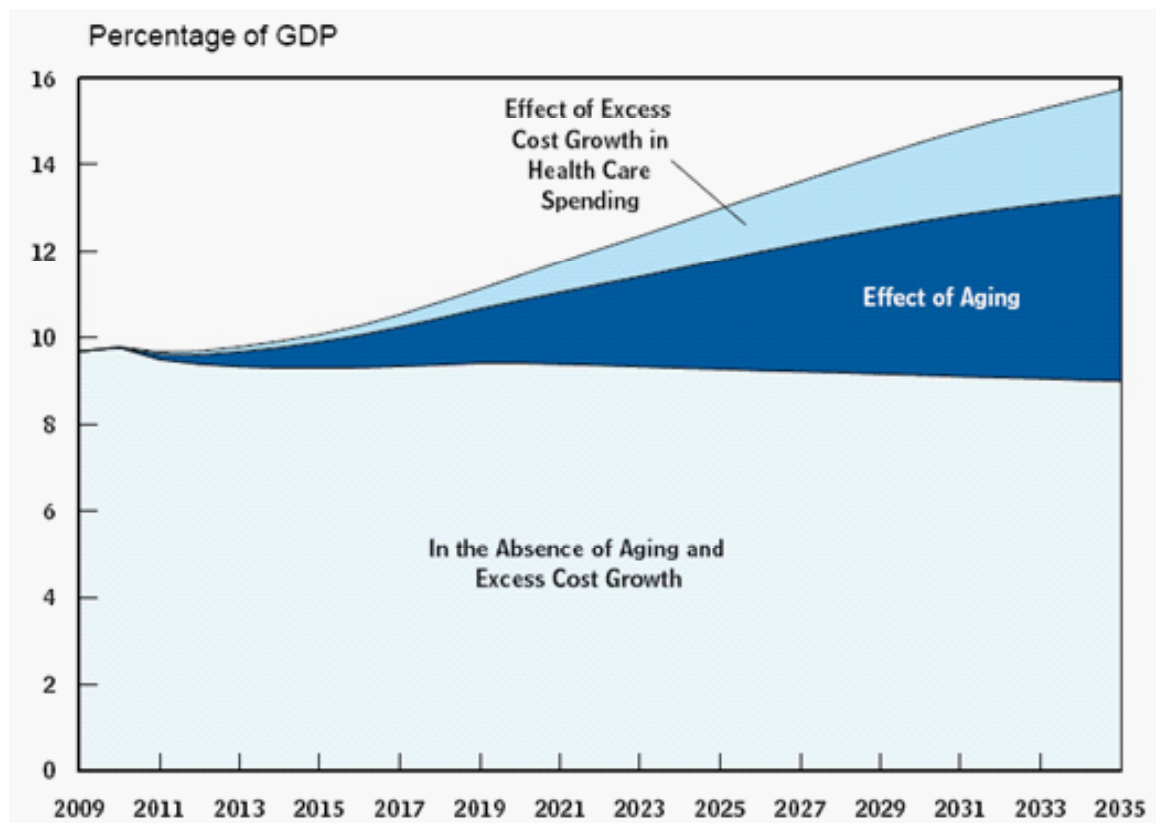 Percentage of GDP
16
Effect of Excess
Cost Growth in
Health Care
Spending
14
12
Effect of Aging
10
8
6
In the Absence of Aging and
Excess Cost Growth
4
2
0
2009 2011 2013 2015 2017 2019 2021 2023 2025 2027 2029 2031 2033 2035